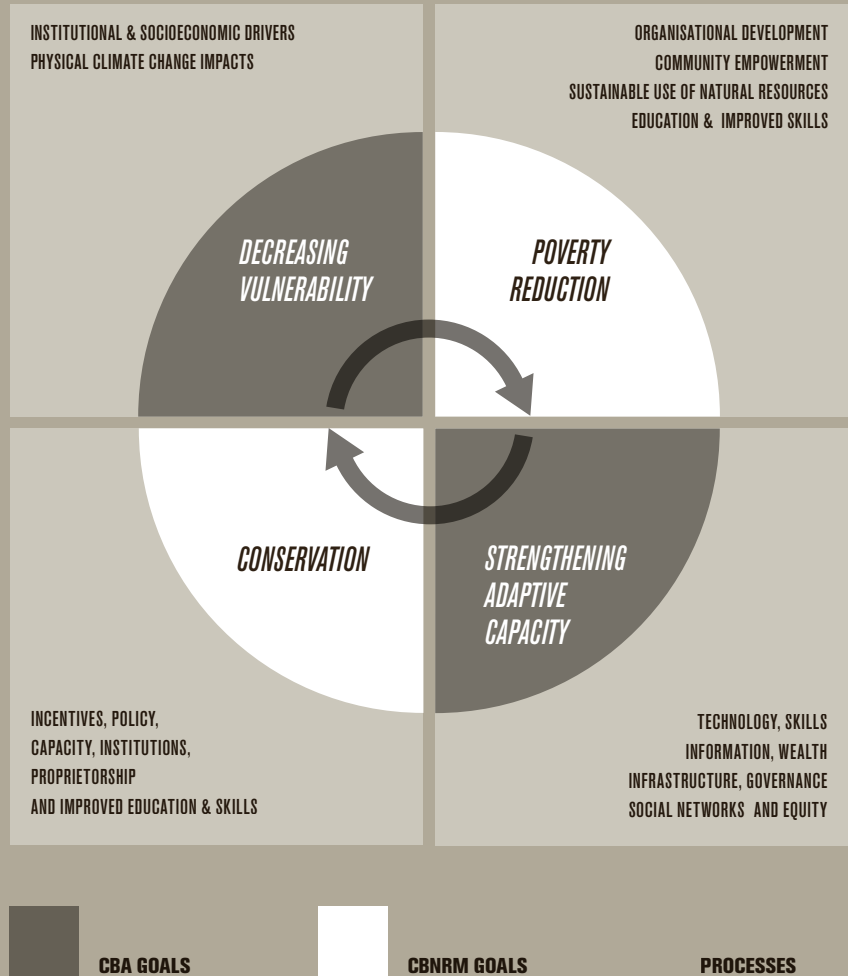 INSTITUTIONAL & SOCIOECONOMIC DRIVERS
PHYSICAL CLIMATE CHANGE IMPACTS
ORGANISATIONAL DEVELOPMENT
COMMUNITY EMPOWERMENT
SUSTAINABLE USE OF NATURAL RESOURCES
EDUCATION & IMPROVED SKILLS
DECREASING
VULNERABILITY
POVERTY
REDUCTION
CONSERVATION
STRENGTHENING
ADAPTIVE
CAPACITY
INCENTIVES, POLICY,
CAPACITY, INSTITUTIONS,
PROPRIETORSHIP
AND IMPROVED EDUCATION & SKILLS
TECHNOLOGY, SKILLS
INFORMATION, WEALTH
INFRASTRUCTURE, GOVERNANCE
SOCIAL NETWORKS AND EQUITY
CBA GOALS
CBNRM GOALS
PROCESSES